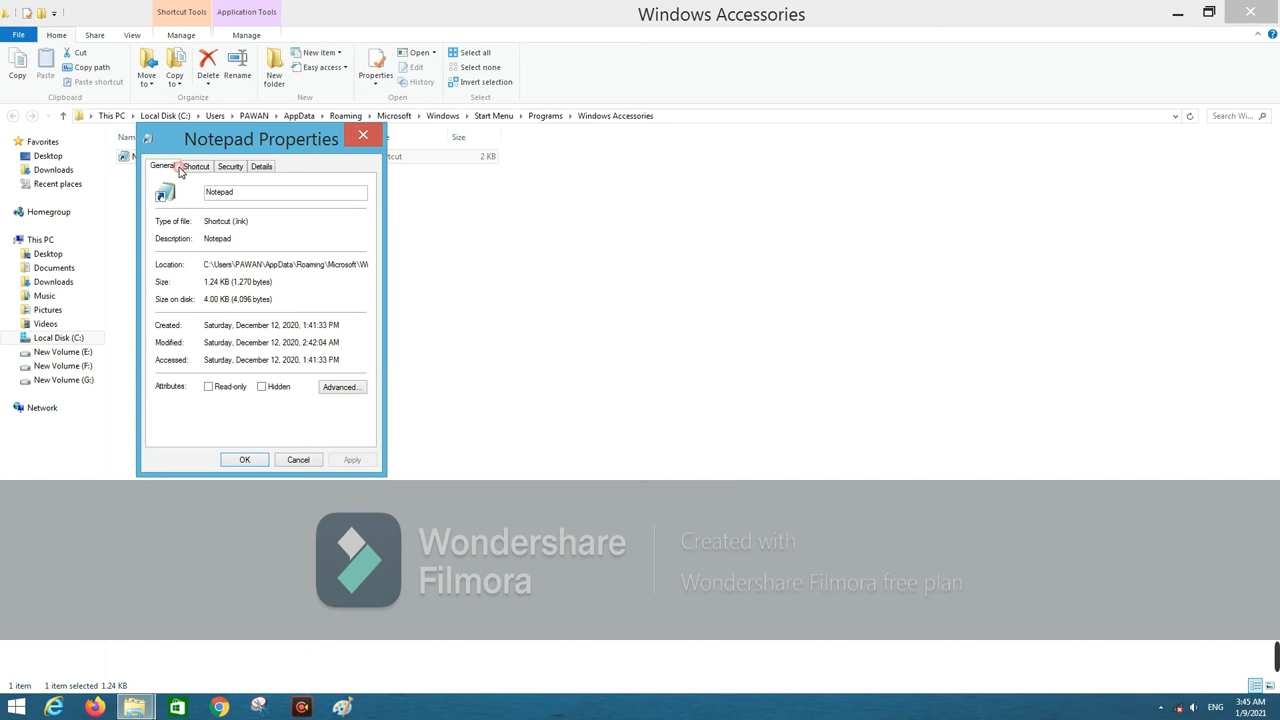 Shortcut Tools
Application Tools
Windows Accessories
File
Home
Share
View
Manage
Manage
Copy
Paste
Cut
Copy path
Paste shortcut
Clipboard
Move to
Copy to
Delete
Rename
Organize
New folder
New item
Easy access
New
Properties
Open
Edit
History
Open
Select all
Select none
Invert selection
Select
This PC
Local Disk (C:)
Users
PAWAN
AppData
Roaming
Microsoft
Windows
Start Menu
Programs
Windows Accessories
Search Wi...
Favorites
Desktop
Downloads
Recent places
Homegroup
This PC
Desktop
Documents
Downloads
Music
Pictures
Videos
Local Disk (C:)
New Volume (E:)
New Volume (F:)
New Volume (G:)
Network
Size
2 KB
Notepad Properties
General
Shortcut
Security
Details
Notepad
Type of file: Shortcut (.lnk)
Description: Notepad
Location: C:\Users\PAWAN\AppData\Roaming\Microsoft\Wi
Size: 1.24 KB (1,270 bytes)
Size on disk: 4.00 KB (4,096 bytes)
Created: Saturday, December 12, 2020, 1:41:33 PM
Modified: Saturday, December 12, 2020, 2:42:04 AM
Accessed: Saturday, December 12, 2020, 1:41:33 PM
Attributes: Read-only Hidden Advanced...
OK Cancel Apply
Wondershare
Filmora
Created with
Wondershare Filmora free plan
1 item 1 item selected 1.24 KB
ENG
3:45 AM
1/9/2021